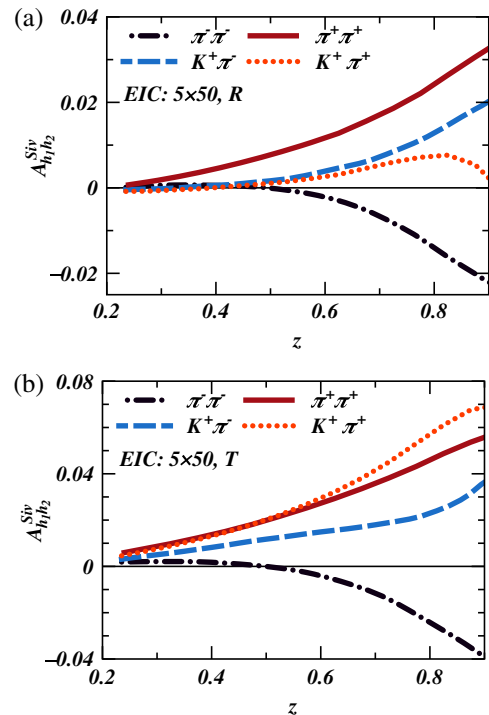 (a)
π⁻π⁻ π⁺π⁺
K⁺π⁻ K⁺ π⁺
EIC: 5×50, R
0.04
0.02
0
−0.02
A^{Siv}_{h₁h₂}
0.2 0.4 0.6 0.8
z
(b)
0.08
π⁻π⁻ π⁺π⁺
K⁺π⁻ K⁺ π⁺
EIC: 5×50, T
0.04
0
−0.04
A^{Siv}_{h₁h₂}
0.2 0.4 0.6 0.8
z